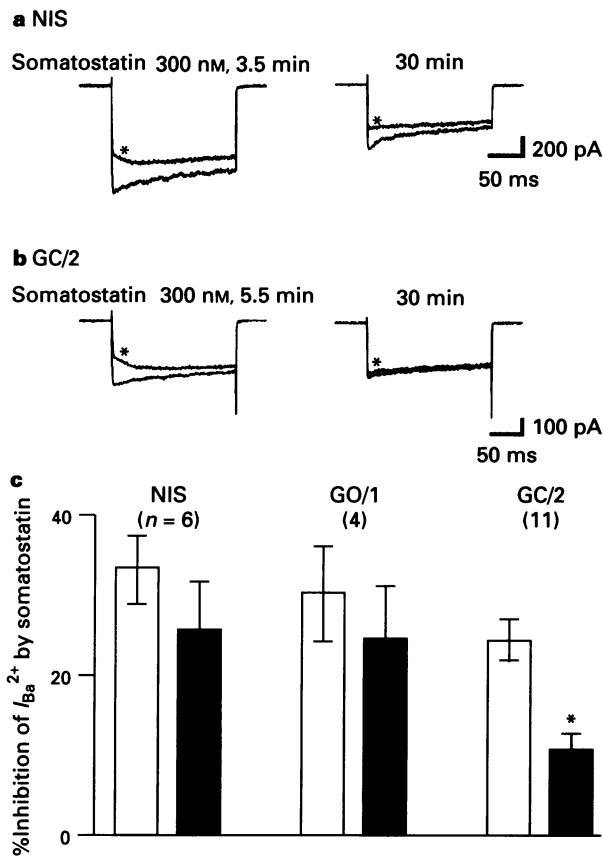 a NIS
Somatostatin 300 nM, 3.5 min
30 min
*
*
200 pA
50 ms
b GC/2
Somatostatin 300 nM, 5.5 min
30 min
*
*
100 pA
50 ms
c
NIS
(n = 6)
GO/1
(4)
GC/2
(11)
%Inhibition of IBa2+ by somatostatin
40
20
0
*